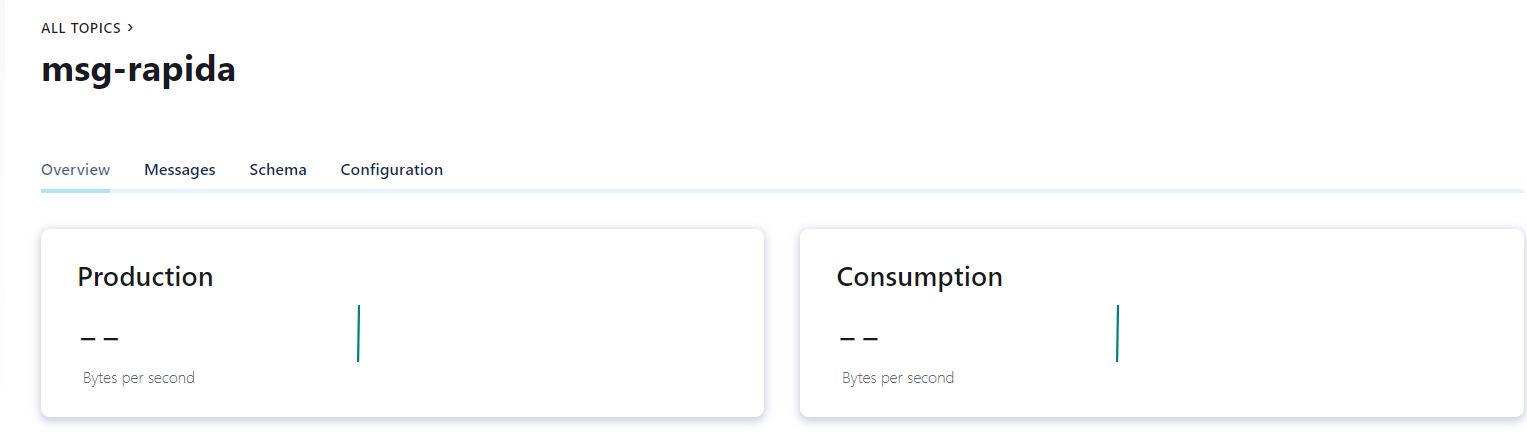 ALL TOPICS >
msg-rapida
Overview Messages Schema Configuration
Production
--
Bytes per second
Consumption
--
Bytes per second